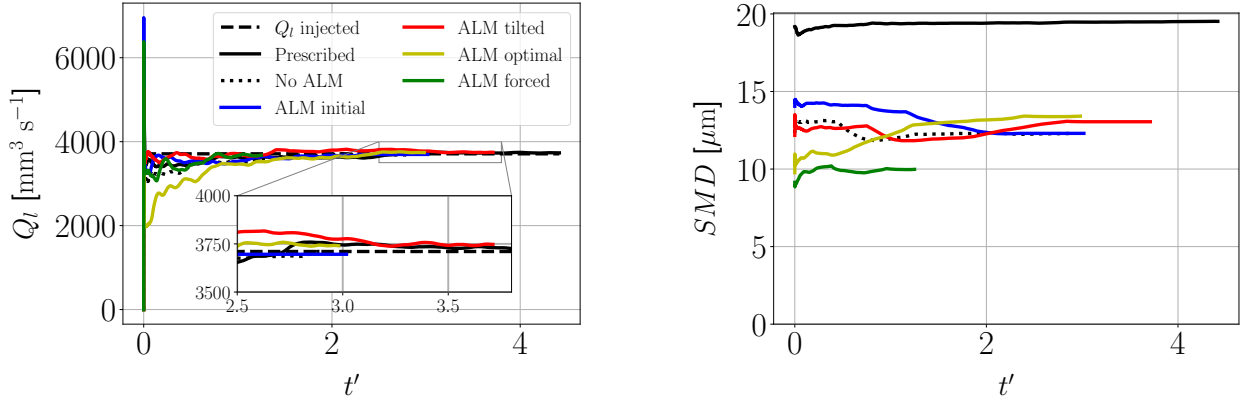 6000
4000
2000
0
Q_l [mm³ s⁻¹]
Q_l injected
Prescribed
No ALM
ALM initial
ALM tilted
ALM optimal
ALM forced
4000
3750
3500
2.5
3.0
3.5
0
2
4
t′
20
15
10
5
0
SMD [μm]
0
2
4
t′